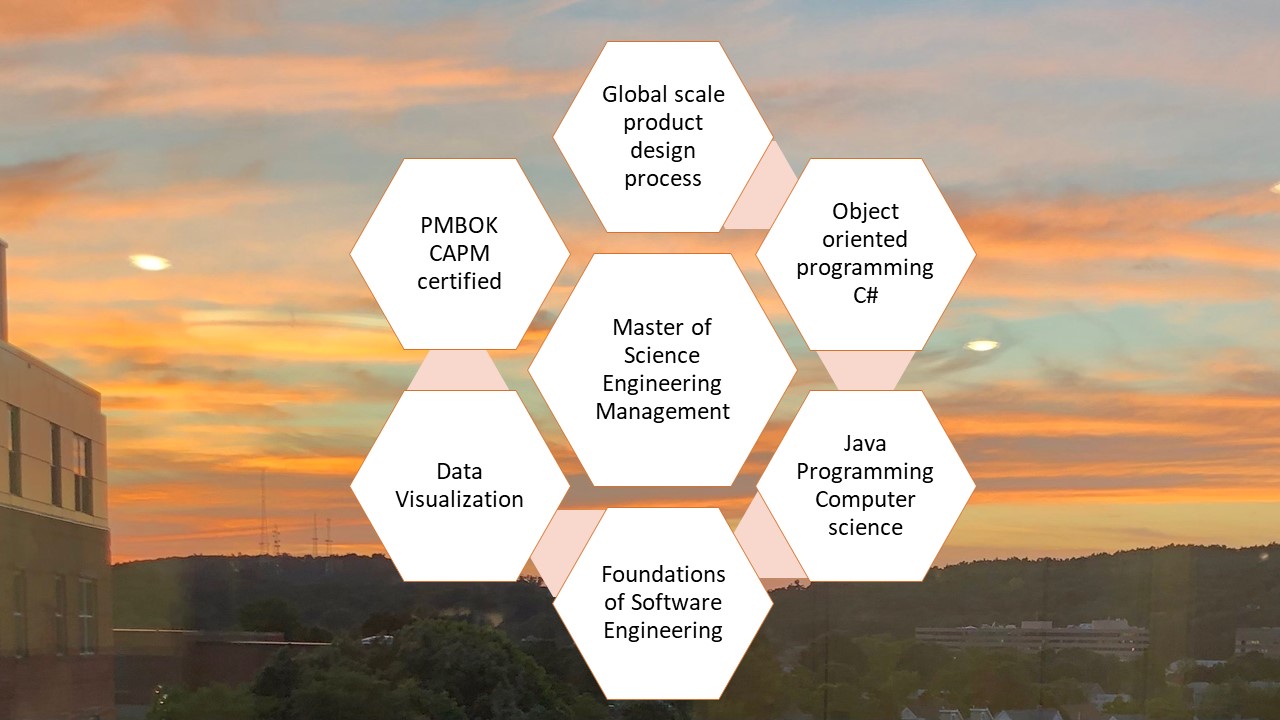 Global scale
product
design
process
PMBOK
CAPM
certified
Object
oriented
programming
C#
Master of
Science
Engineering
Management
Data
Visualization
Java
Programming
Computer
science
Foundations
of Software
Engineering